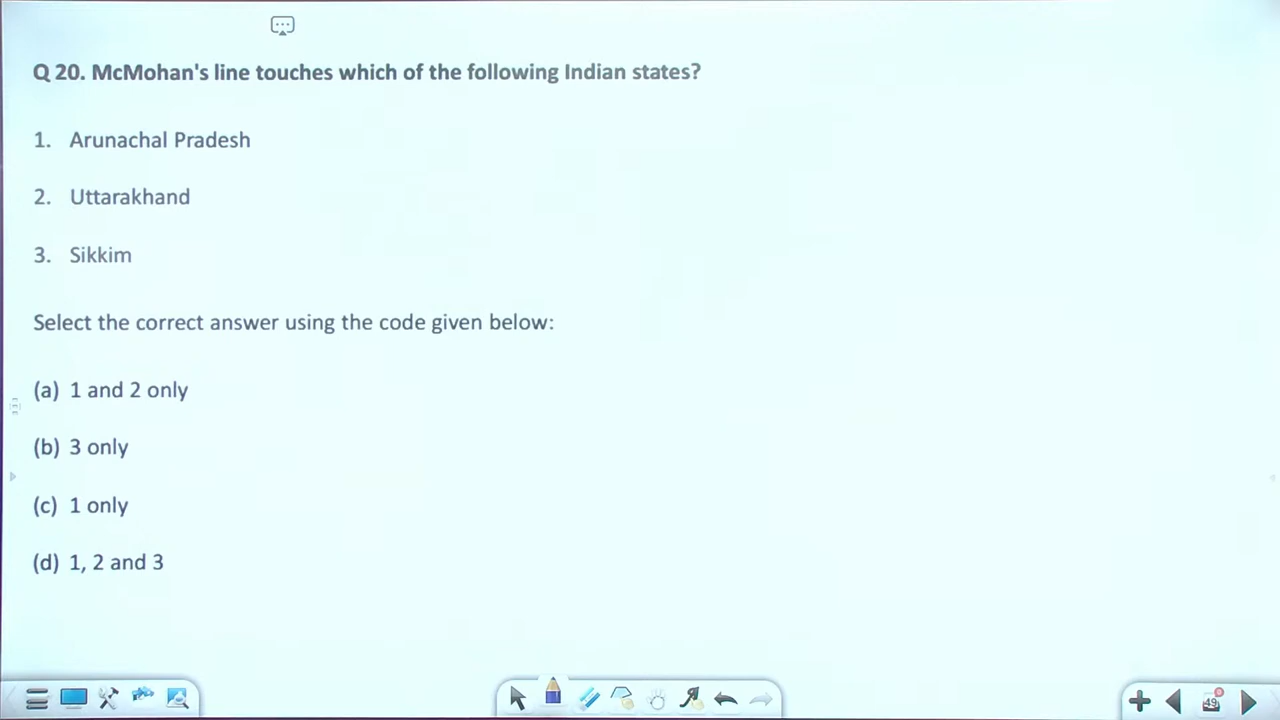 Q 20. McMohan's line touches which of the following Indian states?
1. Arunachal Pradesh
2. Uttarakhand
3. Sikkim
Select the correct answer using the code given below:
(a) 1 and 2 only
(b) 3 only
(c) 1 only
(d) 1, 2 and 3
49